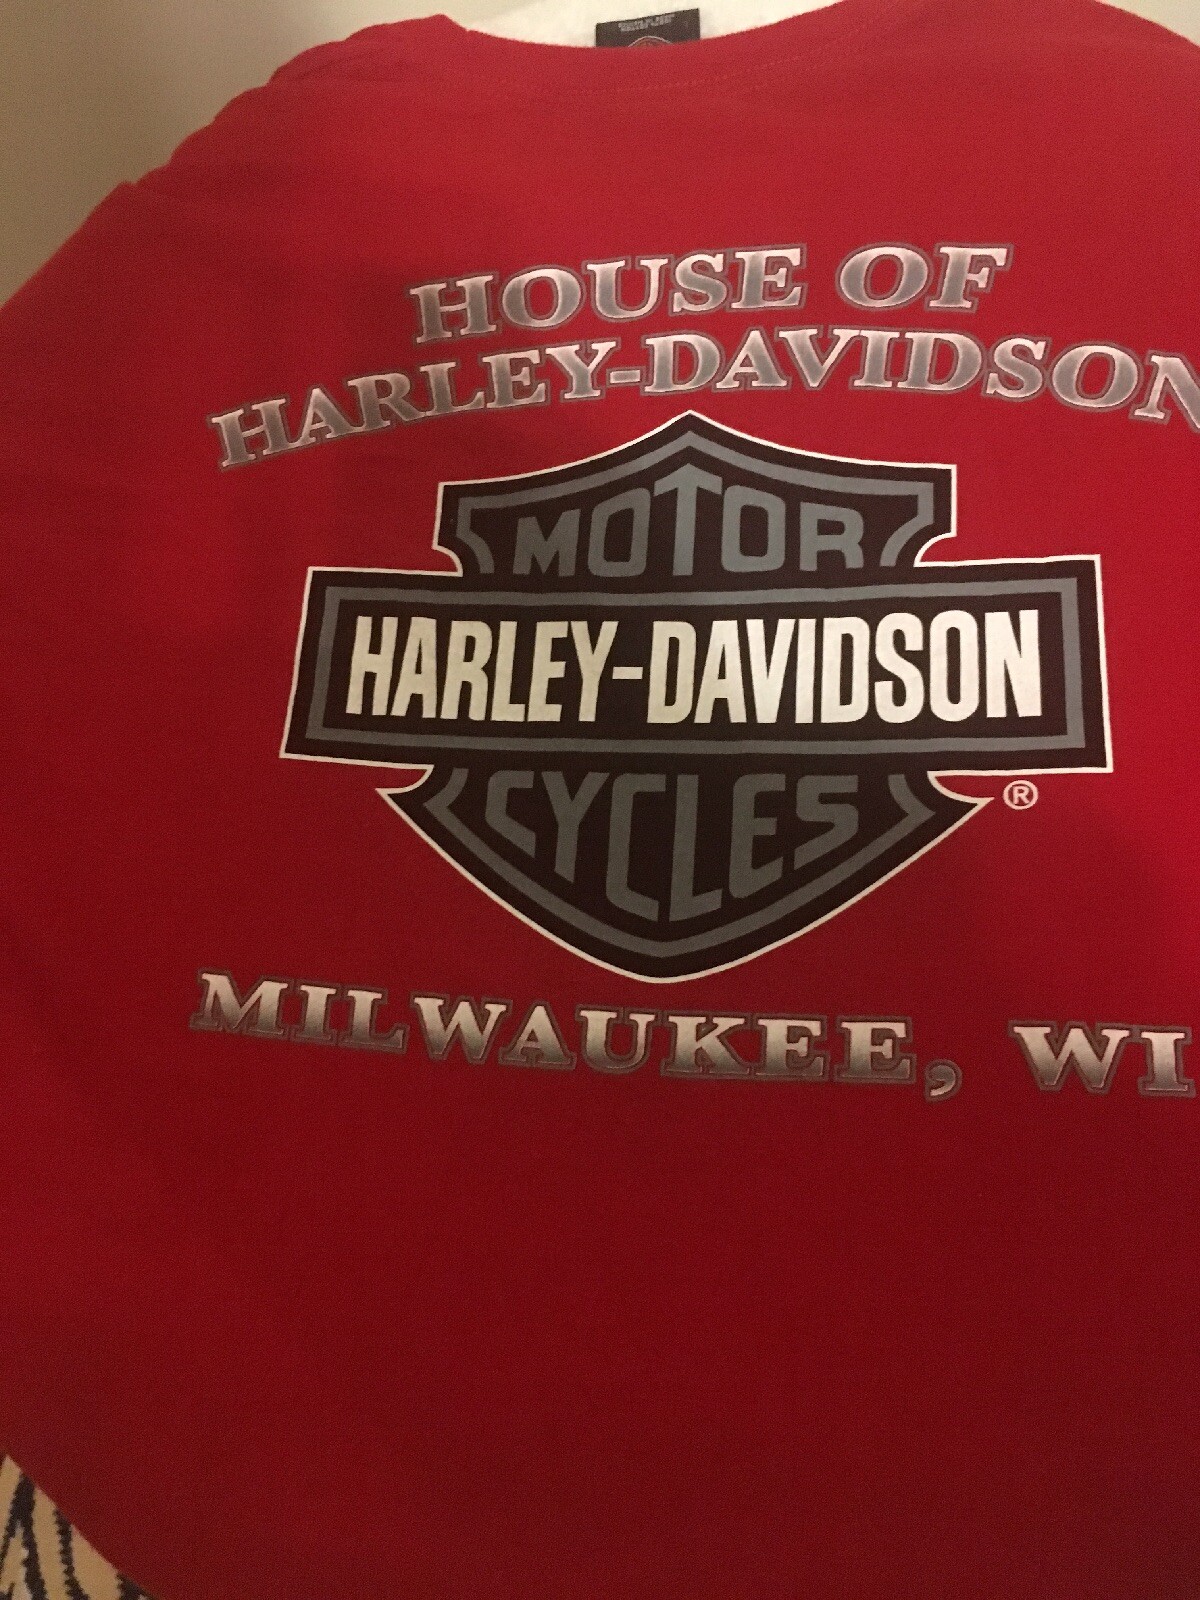 HOUSE OF
HARLEY-DAVIDSON
MOTOR
HARLEY-DAVIDSON
CYCLES
®
MILWAUKEE, WI